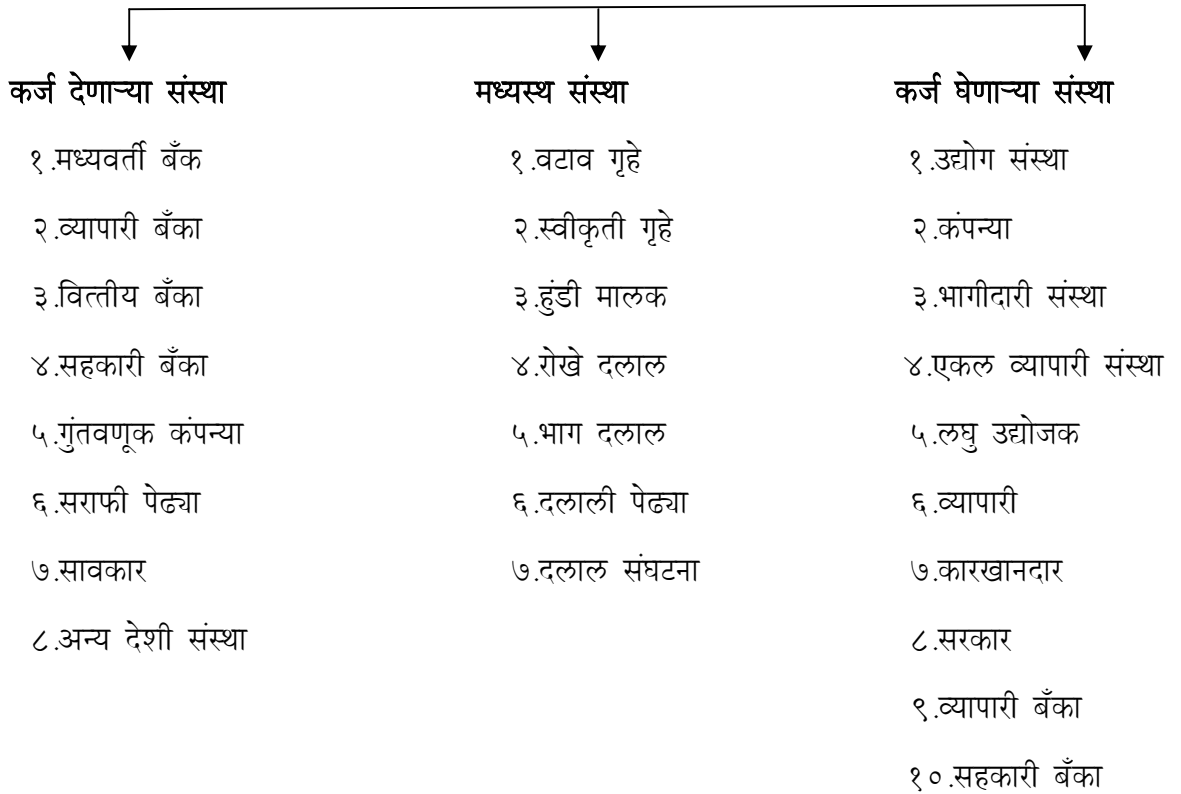 कर्ज देणाऱ्या संस्था
१.मध्यवर्ती बँक
२.व्यापारी बँका
३.वित्तीय बँका
४.सहकारी बँका
५.गुंतवणूक कंपन्या
६.सराफी पेढ्या
७.सावकार
८.अन्य देशी संस्था
मध्यस्थ संस्था
१.वटाव गृहे
२.स्वीकृती गृहे
३.हुंडी मालक
४.रोखे दलाल
५.भाग दलाल
६.दलाली पेढ्या
७.दलाल संघटना
कर्ज घेणाऱ्या संस्था
१.उद्योग संस्था
२.कंपन्या
३.भागीदारी संस्था
४.एकल व्यापारी संस्था
५.लघु उद्योजक
६.व्यापारी
७.कारखानदार
८.सरकार
९.व्यापारी बँका
१०.सहकारी बँका